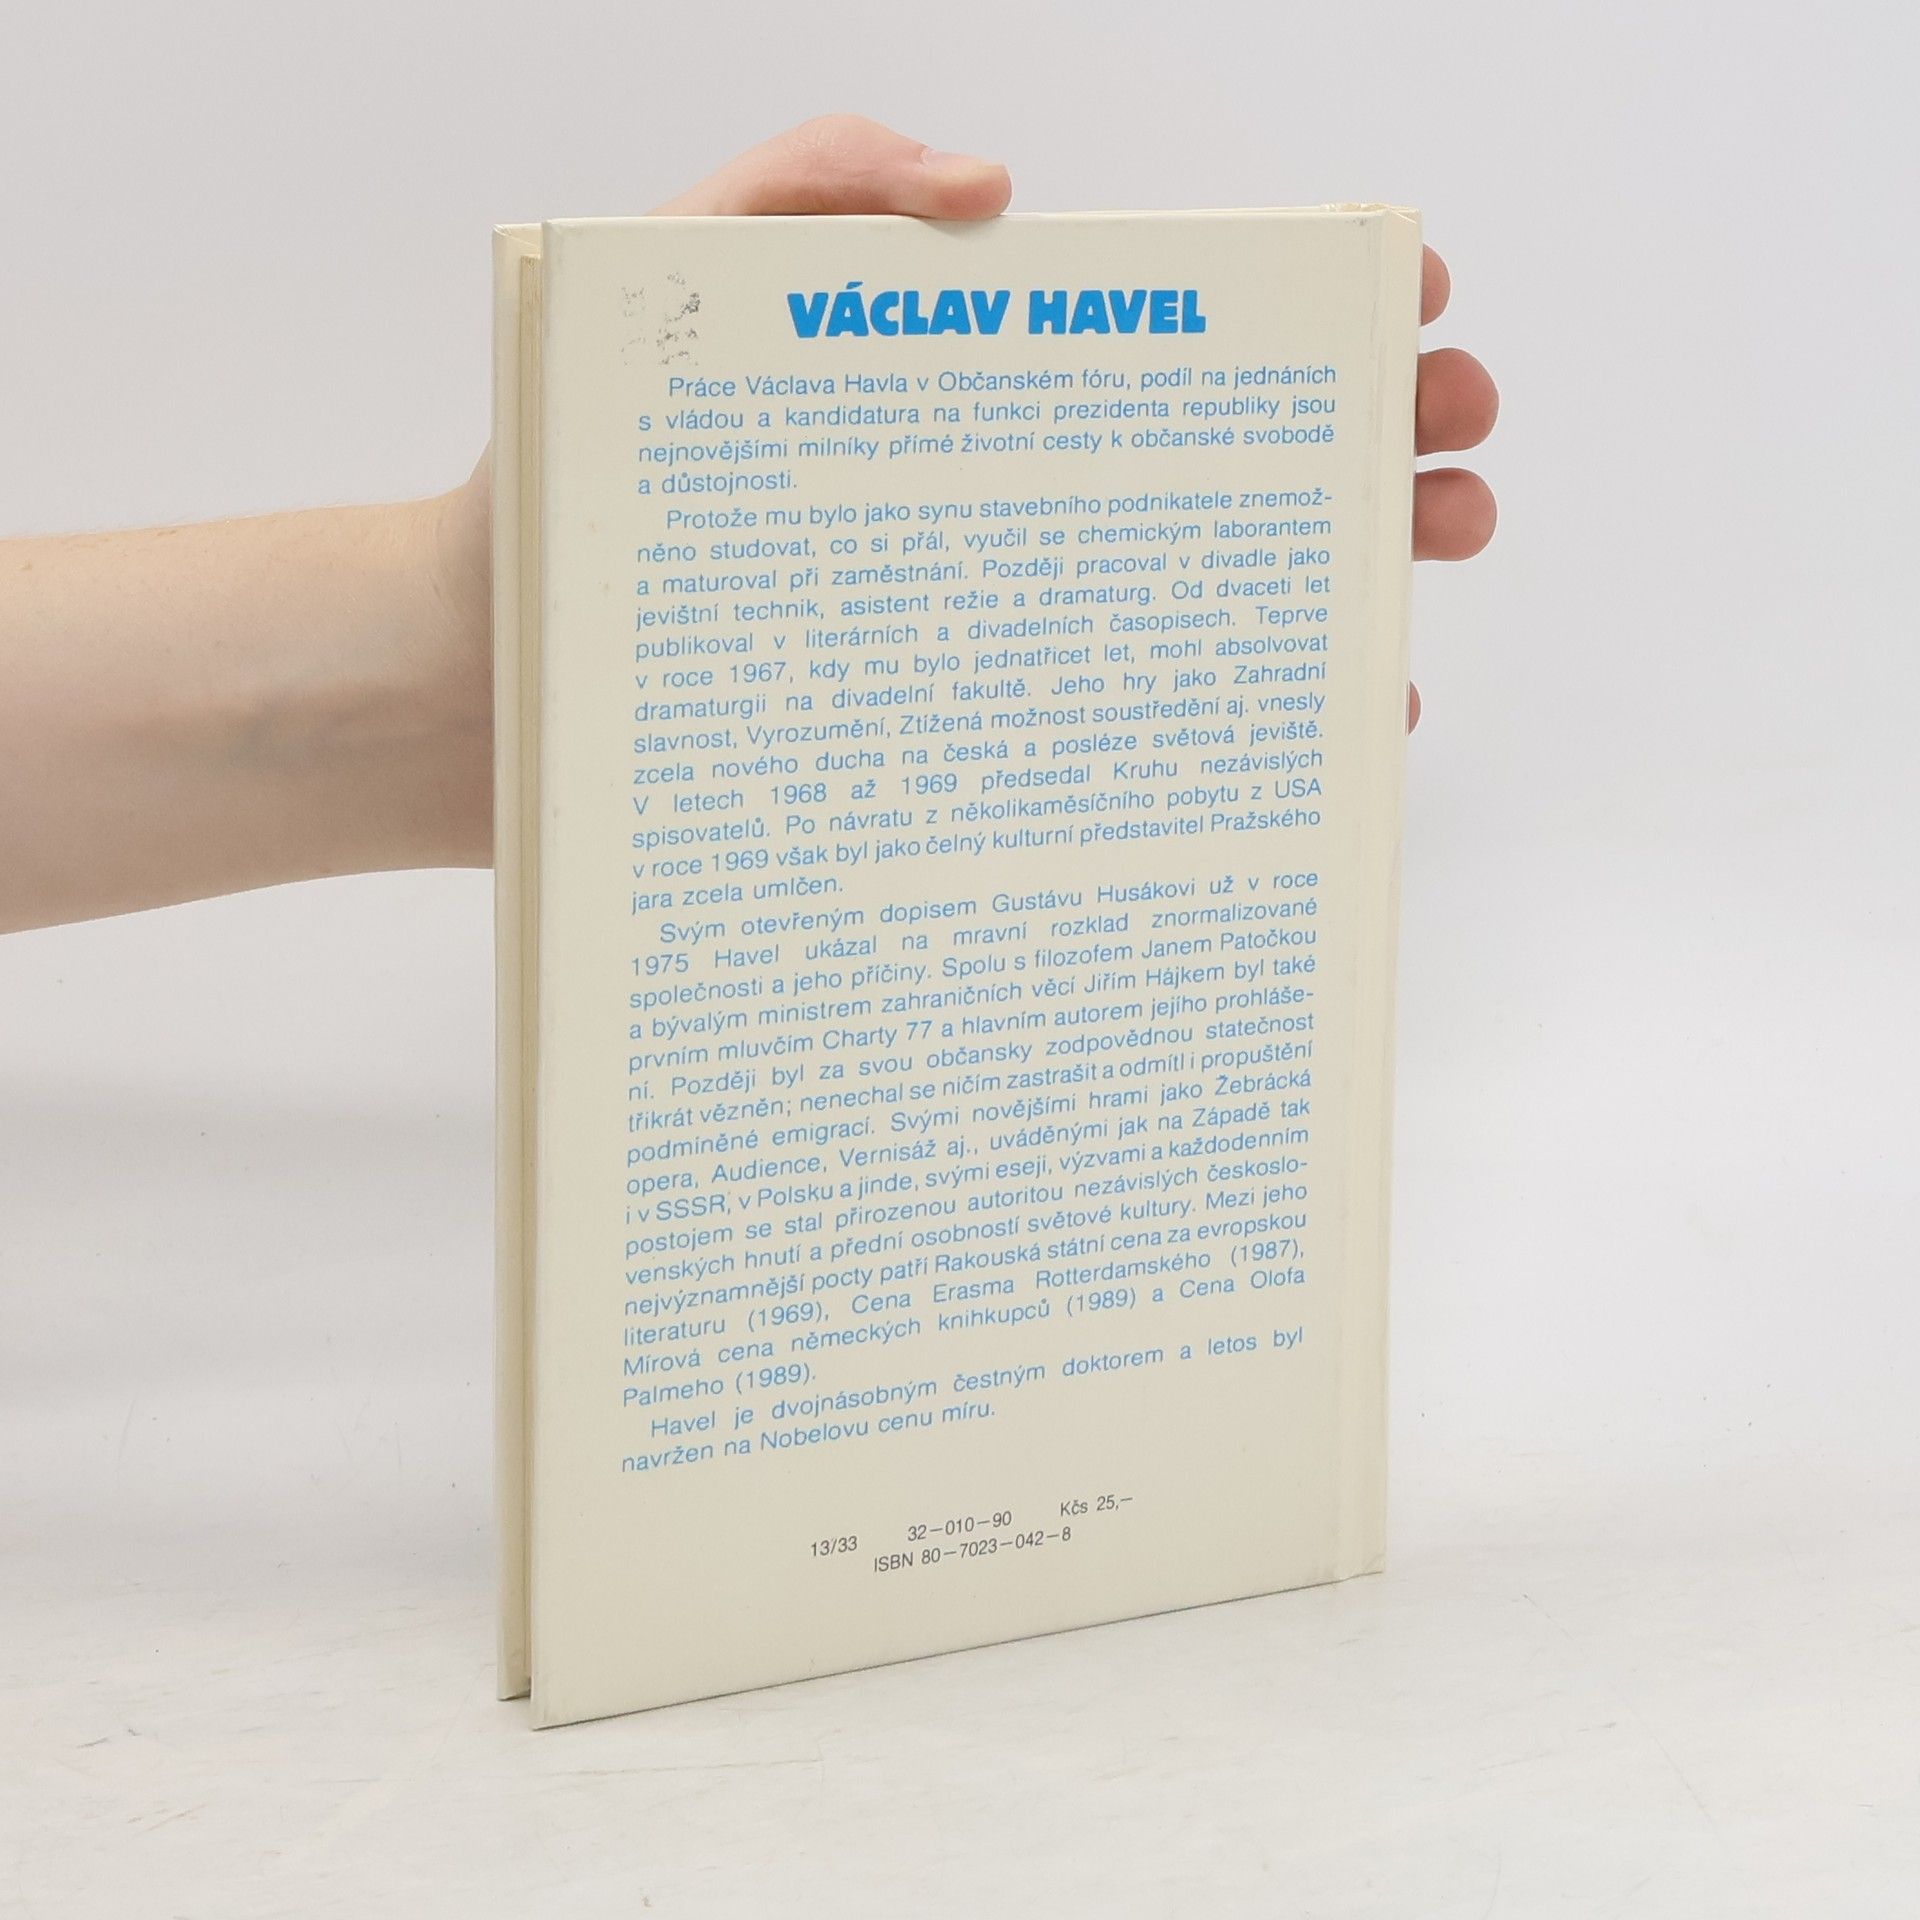 VÁCLAV HAVEL
Práce Václava Havla v Občanském fóru, podíl na jednáních
s vládou a kandidatura na funkci prezidenta republiky jsou
nejnovějšími milníky přímé životní cesty k občanské svobodě
a důstojnosti.
Protože mu bylo jako synu stavebního podnikatele znemož-
něno studovat, co si přál, vyučil se chemickým laborantem
a maturoval při zaměstnání. Později pracoval v divadle jako
jevištní technik, asistent režie a dramaturg. Od dvaceti let
publikoval v literárních a divadelních časopisech. Teprve
v roce 1967, kdy mu bylo jednatřicet let, mohl absolvovat
dramaturgii na divadelní fakultě. Jeho hry jako Zahradní
slavnost, Vyrozumění, Ztížená možnost soustředění aj. vnesly
zcela nového ducha na česká a posléze světová jeviště.
V letech 1968 až 1969 předsedal Kruhu nezávislých
spisovatelů. Po návratu z několikaměsíčního pobytu z USA
v roce 1969 však byl jako čelný kulturní představitel Pražského
jara zcela umlčen.
Svým otevřeným dopisem Gustávu Husákovi už v roce
1975 Havel ukázal na mravní rozklad znormalizované
společnosti a jeho příčiny. Spolu s filozofem Janem Patočkou
a bývalým ministrem zahraničních věcí Jiřím Hájkem byl také
prvním mluvčím Charty 77 a hlavním autorem jejího prohláše-
ní. Později byl za svou občansky zodpovědnou statečnost
třikrát vězněn; nenechal se ničím zastrašit a odmítl i propuštění
podmíněné emigrací. Svými novějšími hrami jako Žebrácká
opera, Audience, Vernisáž aj., uváděnými jak na Západě tak
i v SSSR, v Polsku a jinde, svými eseji, výzvami a každodenním
postojem se stal přirozenou autoritou nezávislých českoslo-
venských hnutí a přední osobností světové kultury. Mezi jeho
nejvýznamnější pocty patří Rakouská státní cena za evropskou
literaturu (1969), Cena Erasma Rotterdamského (1987),
Mírová cena německých knihkupců (1989) a Cena Olofa
Palmeho (1989).
Havel je dvojnásobným čestným doktorem a letos byl
navržen na Nobelovu cenu míru.
13/33 32—010—90 Kčs 25,—
ISBN 80—7023—042—8